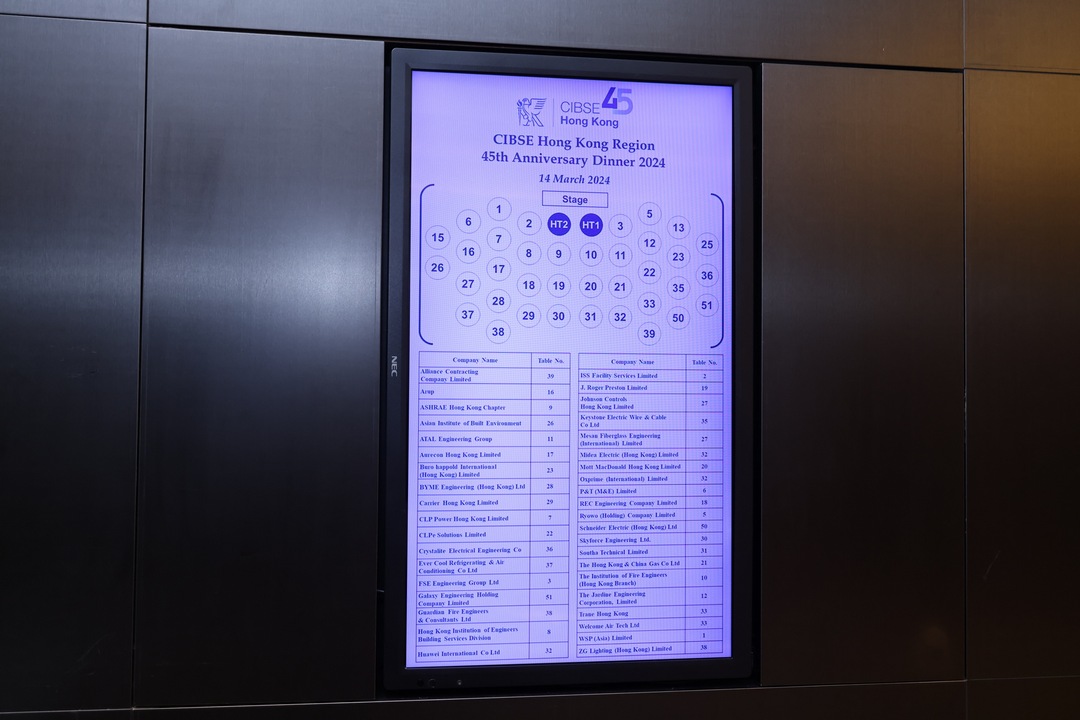 CIBSE 45
Hong Kong
CIBSE Hong Kong Region
45th Anniversary Dinner 2024
14 March 2024
Stage
1 5
6 2 HT2 HT1 3 13
15 7 12 25
16 8 9 10 11 23
26 17 22 36
27 18 19 20 21 35
28 33 51
37 29 30 31 32 50
38 39
Company Name Table No.
Alliance Contracting
Company Limited 39
Arup 16
ASHRAE Hong Kong Chapter 9
Asian Institute of Built Environment 26
ATAL Engineering Group 11
Aurecon Hong Kong Limited 17
Buro happold International
(Hong Kong) Limited 23
BYME Engineering (Hong Kong) Ltd 28
Carrier Hong Kong Limited 29
CLP Power Hong Kong Limited 7
CLPe Solutions Limited 22
Crystalite Electrical Engineering Co 36
Ever Cool Refrigerating & Air
Conditioning Co Ltd 37
FSE Engineering Group Ltd 3
Galaxy Engineering Holding
Company Limited 51
Guardian Fire Engineers
& Consultants Ltd 38
Hong Kong Institution of Engineers
Building Services Division 8
Huawei International Co Ltd 32
Company Name Table No.
ISS Facility Services Limited 2
J. Roger Preston Limited 19
Johnson Controls
Hong Kong Limited 27
Keystone Electric Wire & Cable
Co Ltd 35
Mesan Fiberglass Engineering
(International) Limited 27
Midea Electric (Hong Kong) Limited 32
Mott MacDonald Hong Kong Limited 20
Oxprime (International) Limited 32
P&T (M&E) Limited 6
REC Engineering Company Limited 18
Ryowo (Holding) Company Limited 5
Schneider Electric (Hong Kong) Ltd 50
Skyforce Engineering Ltd. 30
Southa Technical Limited 31
The Hong Kong & China Gas Co Ltd 21
The Institution of Fire Engineers
(Hong Kong Branch) 10
The Jardine Engineering
Corporation, Limited 12
Trane Hong Kong 33
Welcome Air Tech Ltd 33
WSP (Asia) Limited 1
ZG Lighting (Hong Kong) Limited 38
NEC